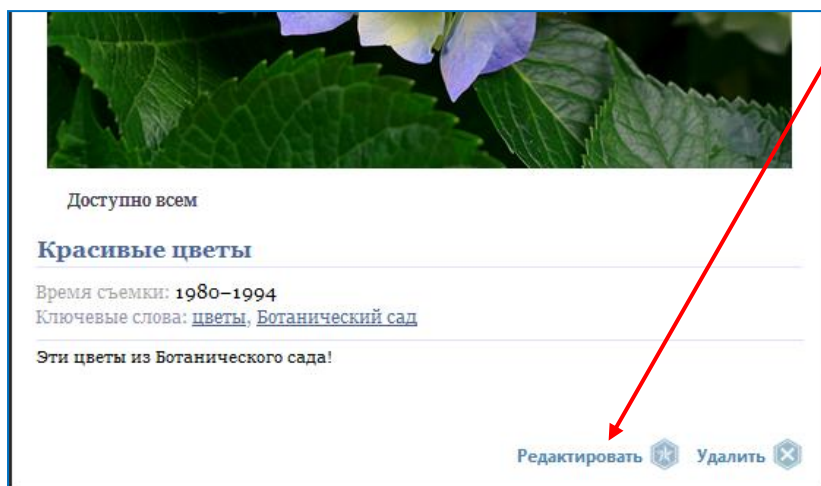 Доступно всем
Красивые цветы
Время съемки: 1980–1994
Ключевые слова: цветы, Ботанический сад
Эти цветы из Ботанического сада!
Редактировать Удалить